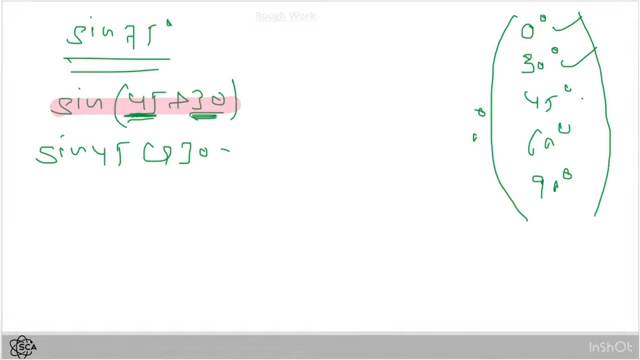 Rough Work
sin 75°
sin (45+30)
sin 45 cos 30 -
0°
30°
45°
60°
90°
SCA
InShOt